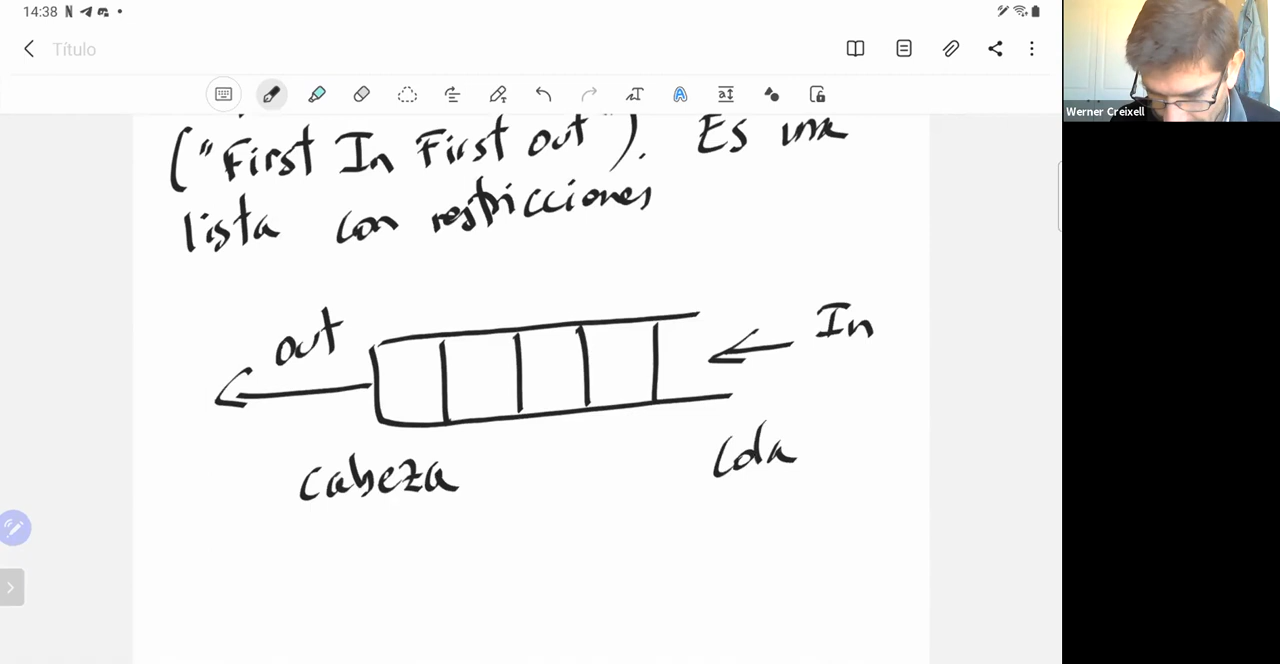 14:38 N
Título
Werner Creixell
("First In First out"). Es una
lista con restricciones
out
In
cabeza
Cola